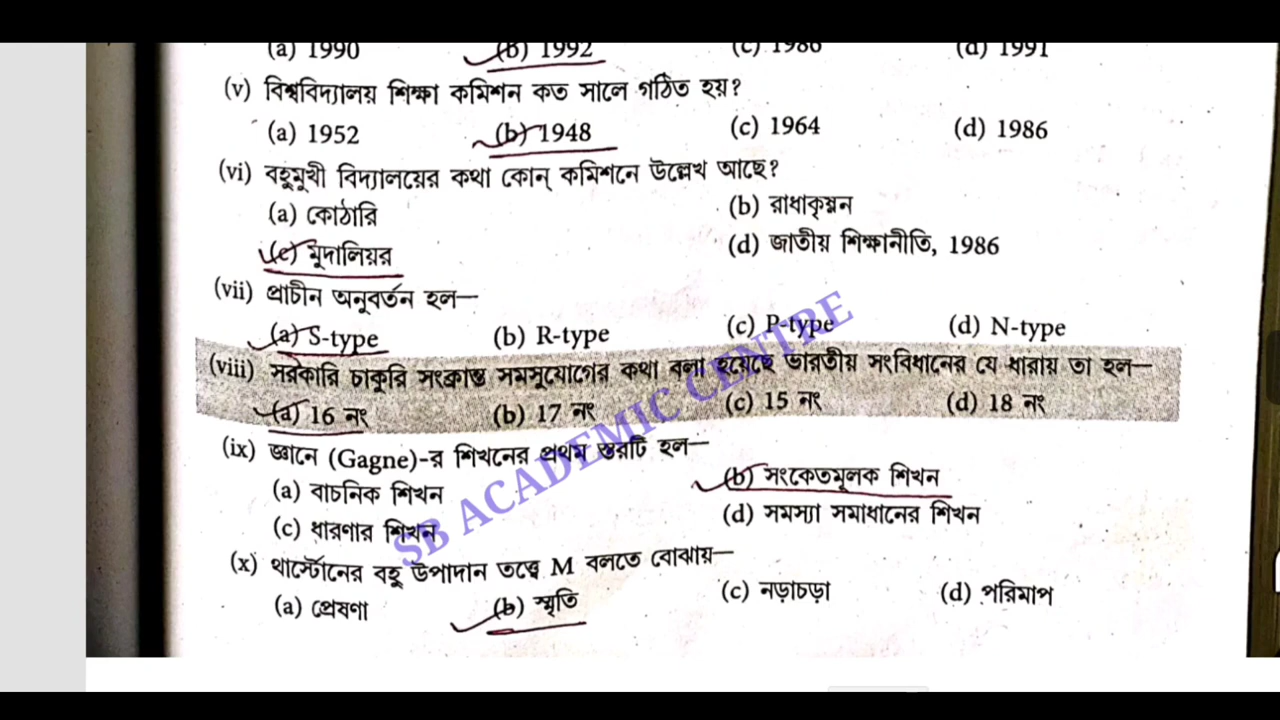 (a) 1990 (b) 1992 (c) 1986 (d) 1991
(v) বিশ্ববিদ্যালয় শিক্ষা কমিশন কত সালে গঠিত হয়?
(a) 1952 (b) 1948 (c) 1964 (d) 1986
(vi) বহুমুখী বিদ্যালয়ের কথা কোন্ কমিশনে উল্লেখ আছে?
(a) কোঠারি (b) রাধাকৃষ্ণন
(c) মুদালিয়র (d) জাতীয় শিক্ষানীতি, 1986
(vii) প্রাচীন অনুবর্তন হল—
(a) S-type (b) R-type (c) P-type (d) N-type
(viii) সরকারি চাকুরি সংক্রান্ত সমসুযোগের কথা বলা হয়েছে ভারতীয় সংবিধানের যে ধারায় তা হল—
(a) 16 নং (b) 17 নং (c) 15 নং (d) 18 নং
(ix) জ্ঞানে (Gagne)-র শিখনের প্রথম স্তরটি হল—
(a) বাচনিক শিখন (b) সংকেতমূলক শিখন
(c) ধারণার শিখন (d) সমস্যা সমাধানের শিখন
(x) থার্স্টোনের বহু উপাদান তত্ত্বে M বলতে বোঝায়—
(a) প্রেষণা (b) স্মৃতি (c) নড়াচড়া (d) পরিমাপ
SB ACADEMIC CENTRE